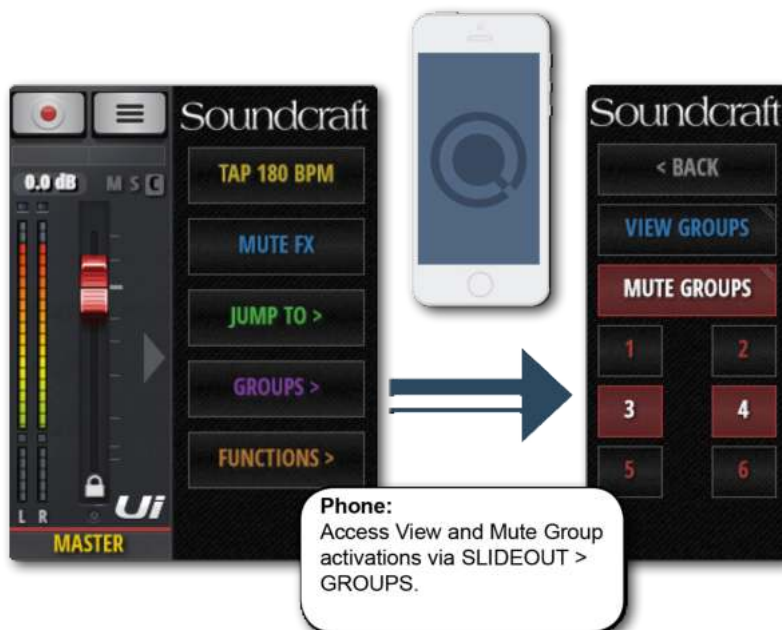 Soundcraft
TAP 180 BPM
0.0 dB M S C
MUTE FX
JUMP TO >
GROUPS >
FUNCTIONS >
L R
Ui
MASTER
Soundcraft
< BACK
VIEW GROUPS
MUTE GROUPS
1 2
3 4
5 6
Phone:
Access View and Mute Group
activations via SLIDEOUT >
GROUPS.